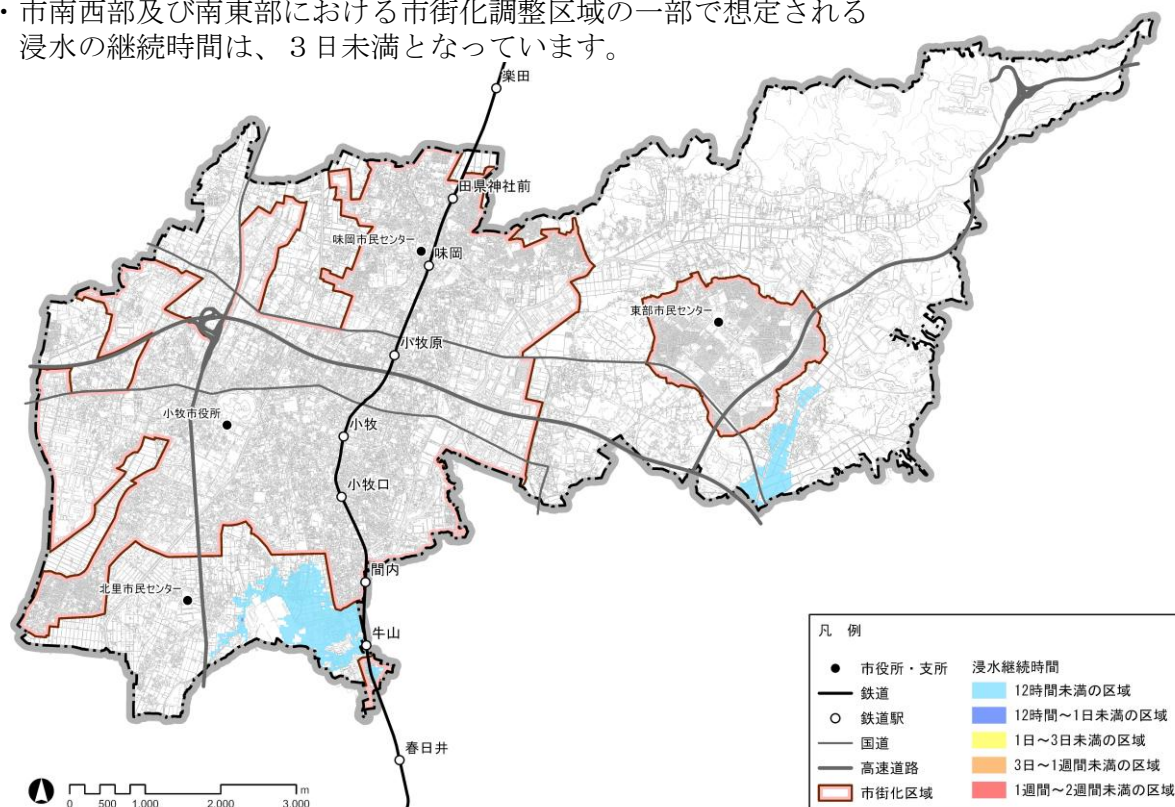 ・市南西部及び南東部における市街化調整区域の一部で想定される
浸水の継続時間は、３日未満となっています。
楽田
田県神社前
味岡市民センター
味岡
東部市民センター
小牧原
小牧市役所
小牧
小牧口
間内
北里市民センター
牛山
春日井
凡 例
市役所・支所
鉄道
鉄道駅
国道
高速道路
市街化区域
浸水継続時間
12時間未満の区域
12時間～1日未満の区域
1日～3日未満の区域
3日～1週間未満の区域
1週間～2週間未満の区域
0 500 1,000 2,000 3,000 m